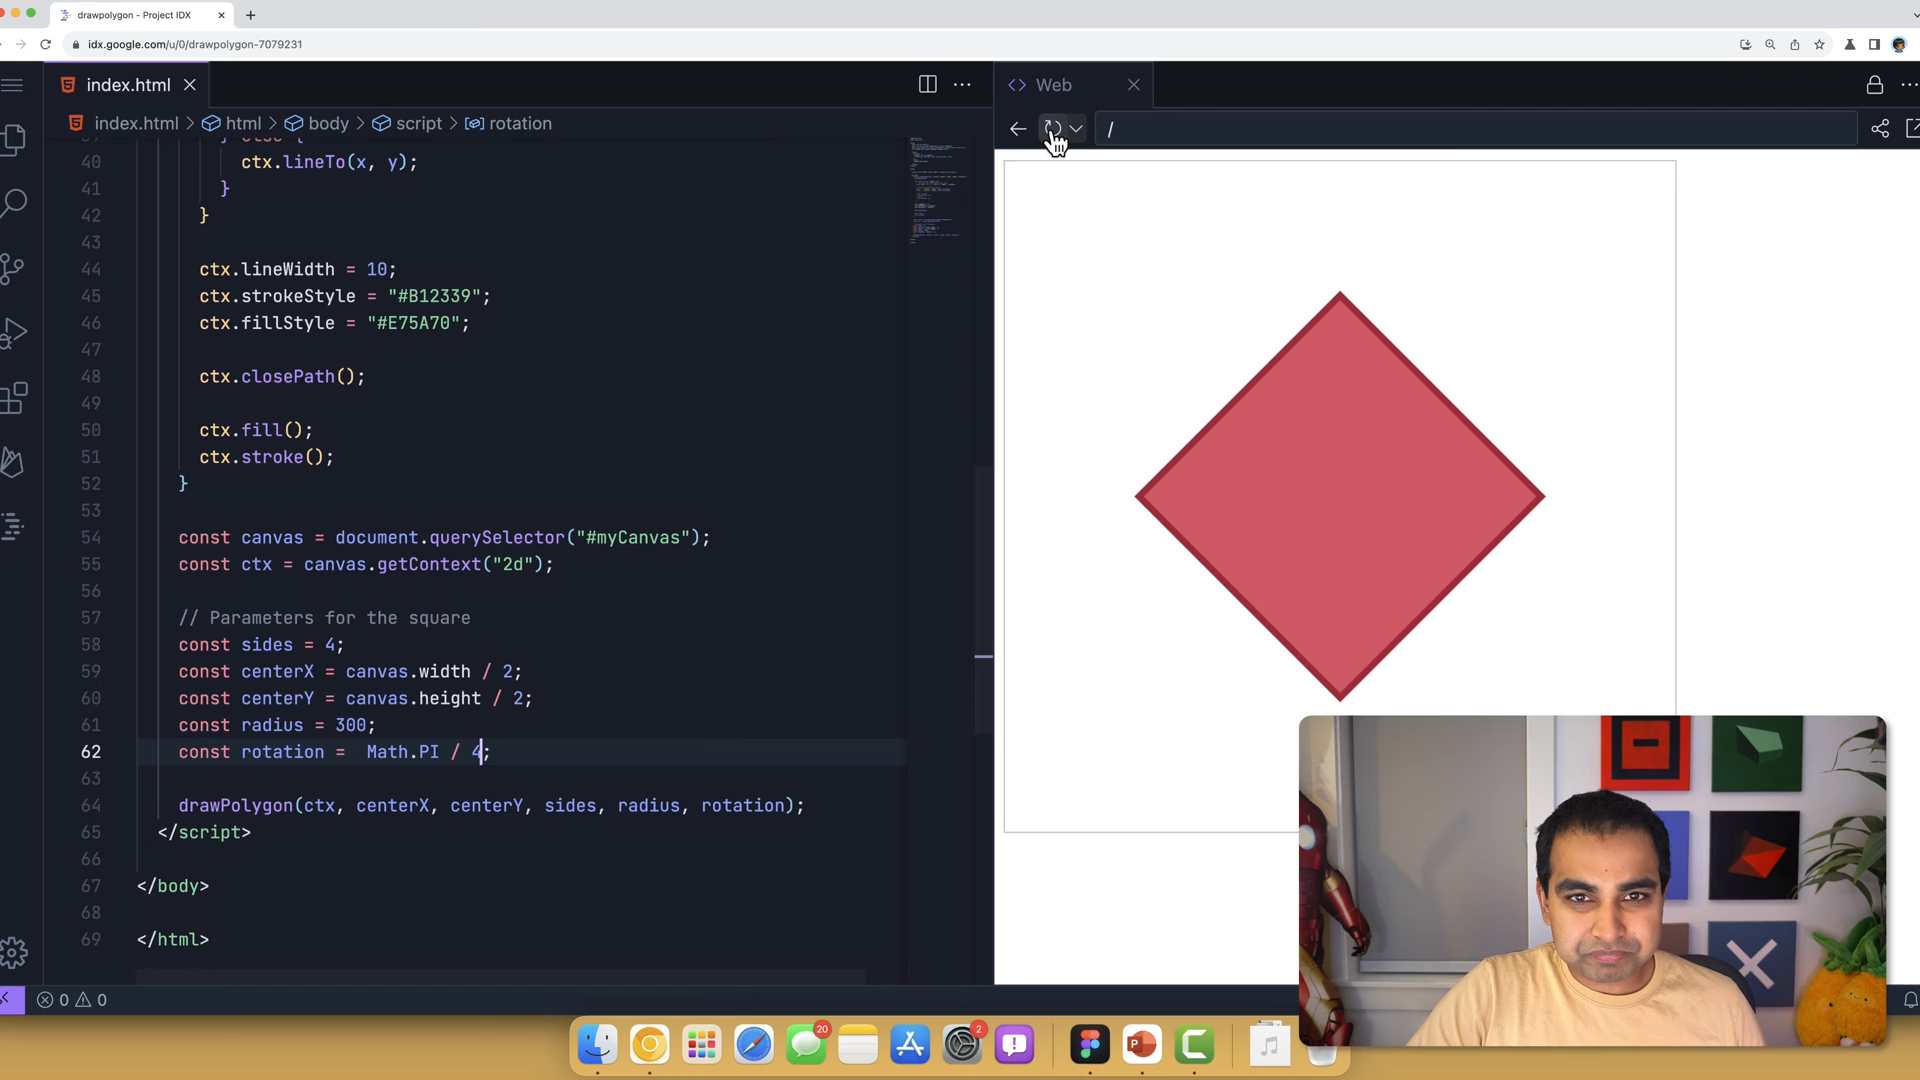 drawpolygon - Project IDX
idx.google.com/u/0/drawpolygon-7079231
index.html
Web
index.html > html > body > script > rotation
/
40 ctx.lineTo(x, y);
41 }
42 }
43
44 ctx.lineWidth = 10;
45 ctx.strokeStyle = "#B12339";
46 ctx.fillStyle = "#E75A70";
47
48 ctx.closePath();
49
50 ctx.fill();
51 ctx.stroke();
52 }
53
54 const canvas = document.querySelector("#myCanvas");
55 const ctx = canvas.getContext("2d");
56
57 // Parameters for the square
58 const sides = 4;
59 const centerX = canvas.width / 2;
60 const centerY = canvas.height / 2;
61 const radius = 300;
62 const rotation =  Math.PI / 4;
63
64 drawPolygon(ctx, centerX, centerY, sides, radius, rotation);
65 </script>
66
67 </body>
68
69 </html>
0 0
20
2